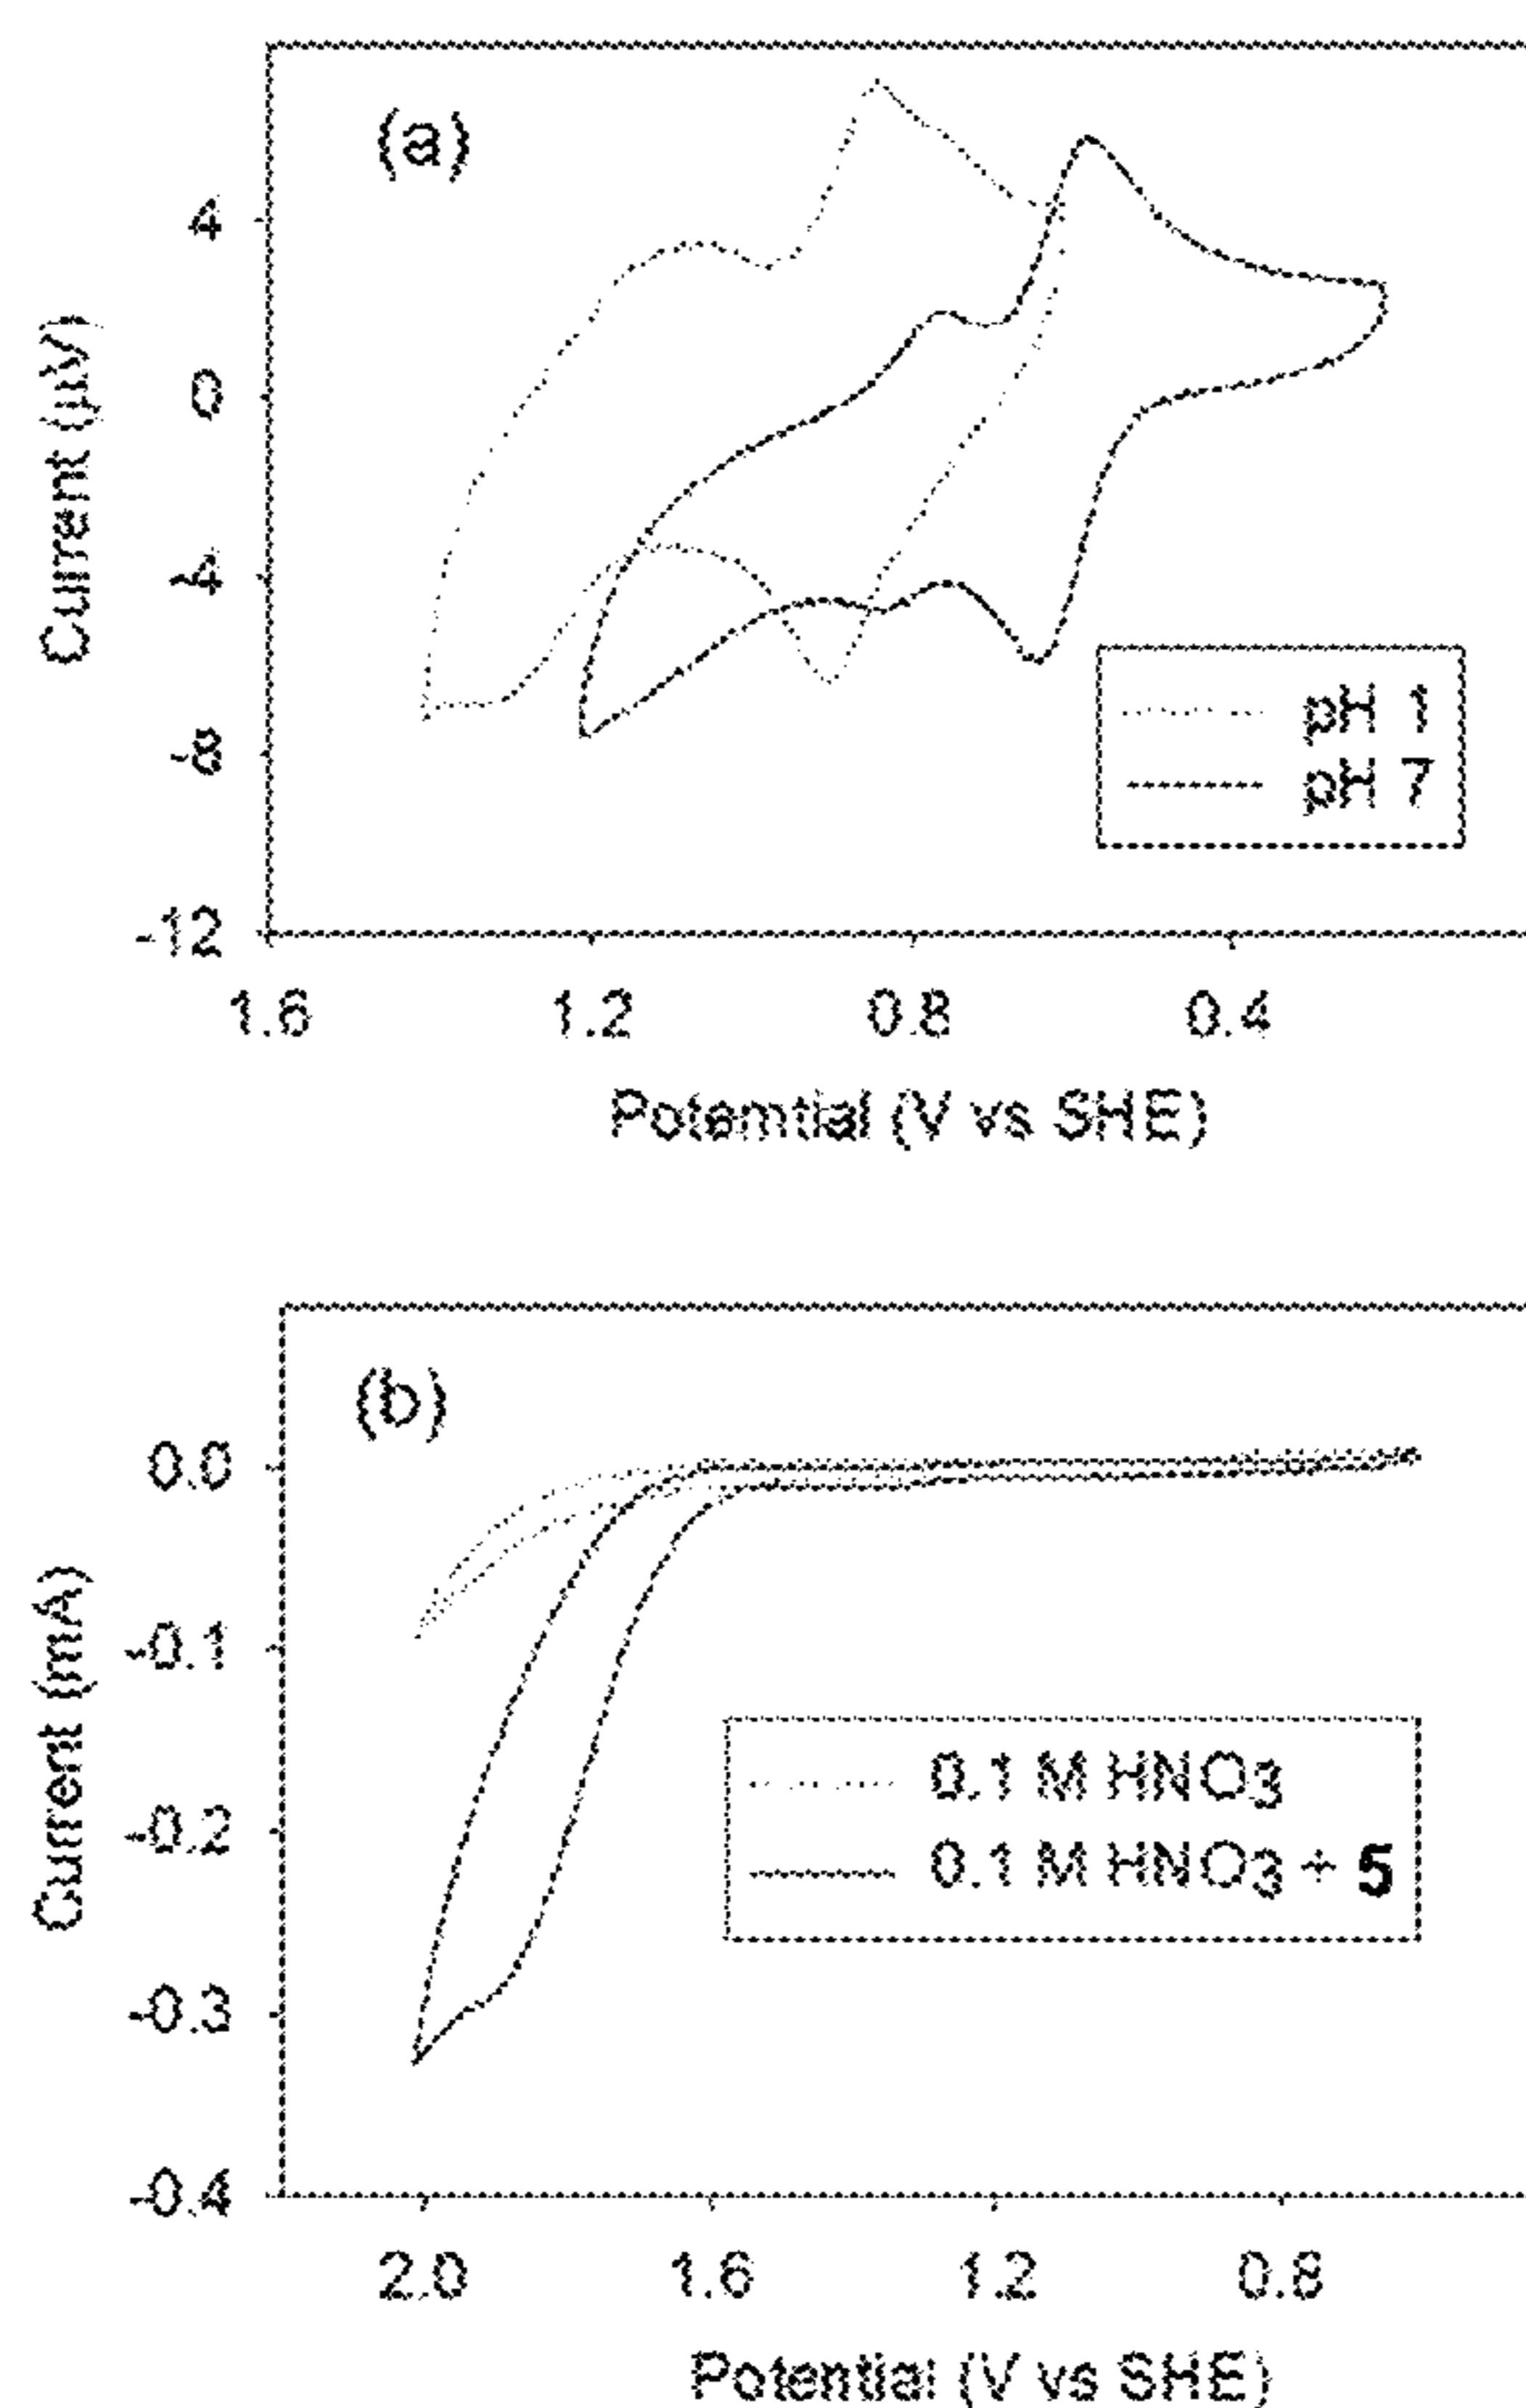 (a)
4
0
-4
-8
-12
Current (µV)
1.6 1.2 0.8 0.4
Potemtial (V vs SHE)
pH 1
pH 7
(b)
0.0
-0.1
-0.2
-0.3
-0.4
Current (mA)
0.1 M HNO3
0.1 M HNO3 + 5
2.0 1.6 1.2 0.8
Potential (V vs SHE)